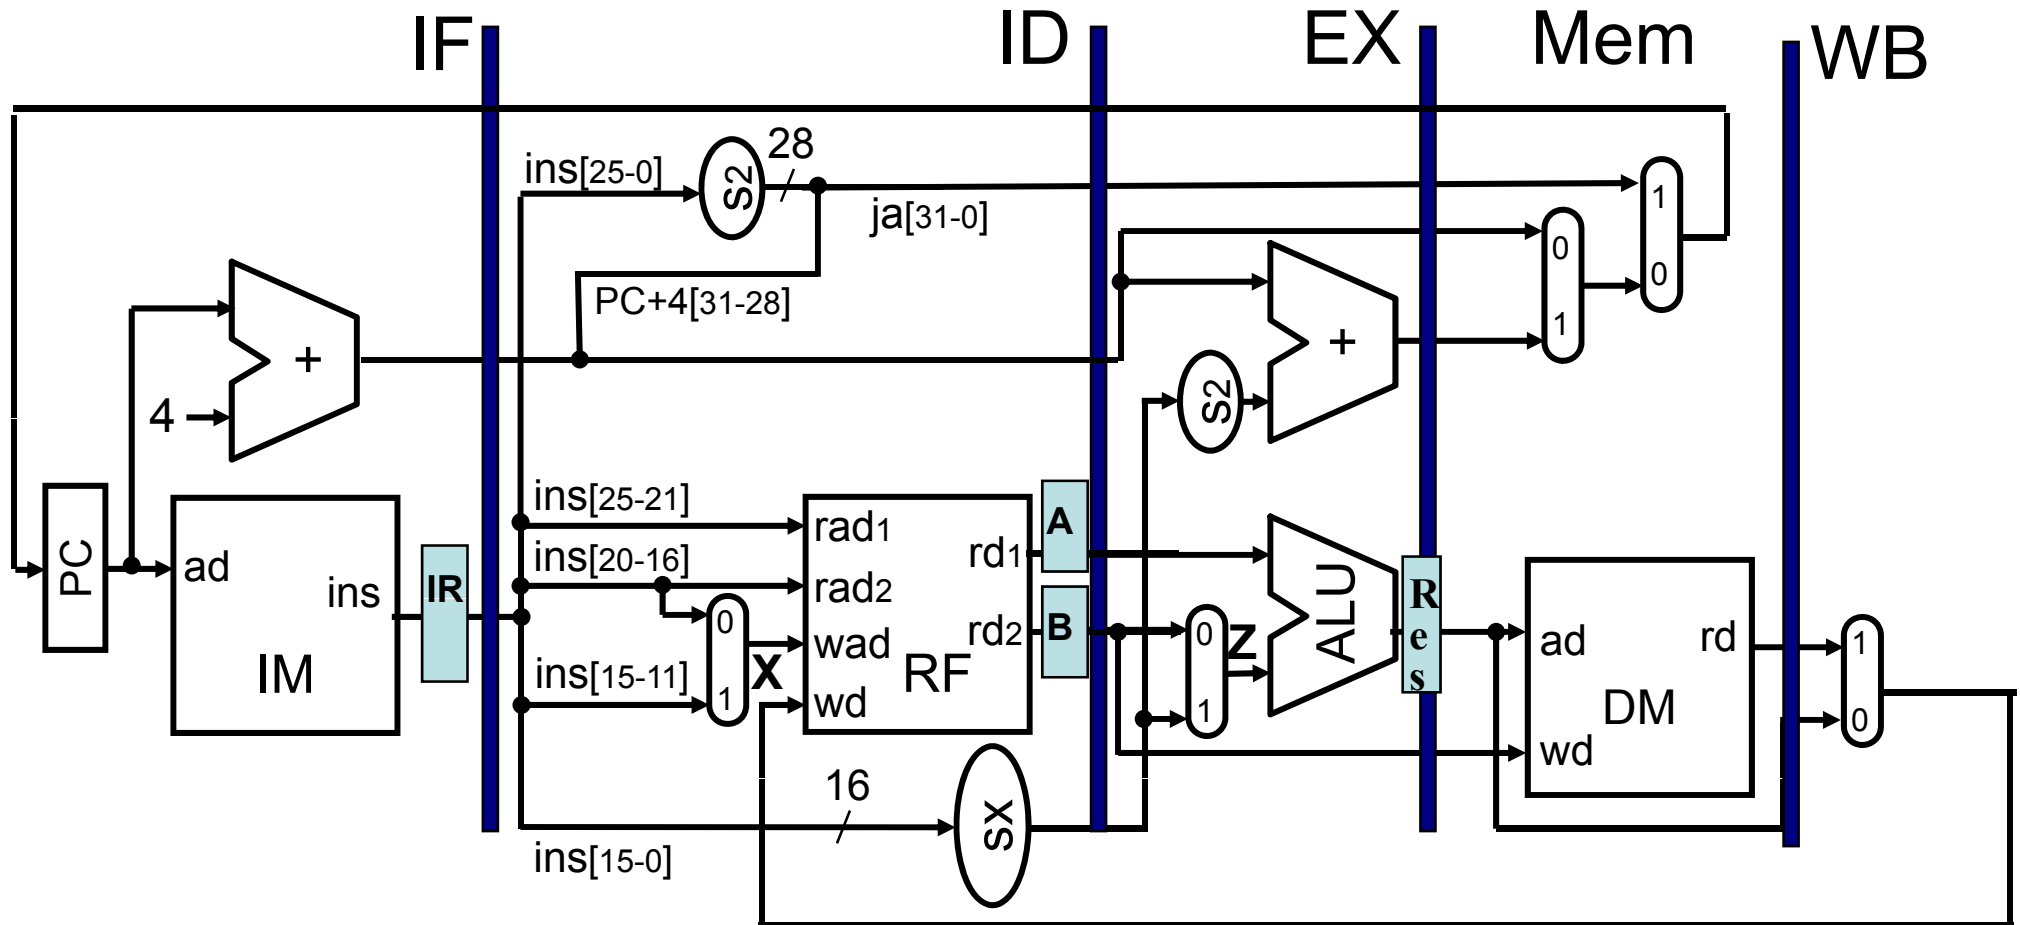 IF
ID
EX
Mem
WB
ins[25-0]
s2
28
ja[31-0]
PC+4[31-28]
1
0
0
1
+
4
+
s2
PC
ad
ins
IM
IR
ins[25-21]
ins[20-16]
ins[15-11]
0
1
X
rad1
rad2
wad
wd
rd1
rd2
RF
A
B
0
1
Z
ALU
Res
ad
rd
DM
wd
1
0
16
sx
ins[15-0]